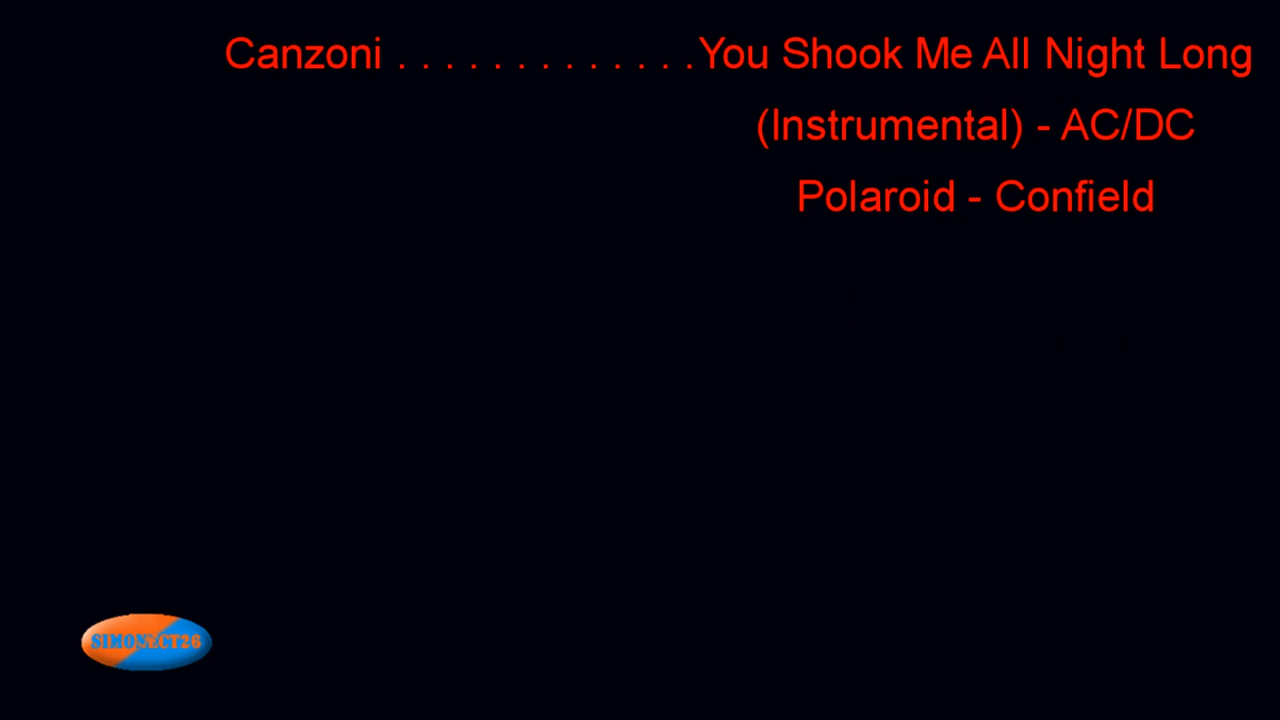 Canzoni . . . . . . . . . . . . . You Shook Me All Night Long
(Instrumental) - AC/DC
Polaroid - Confield
SIMONECT26